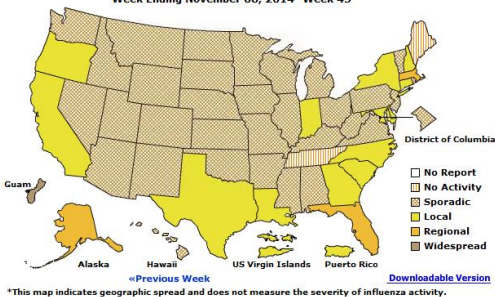 Week Ending November 08, 2014- Week 45
District of Columbia
No Report
No Activity
Sporadic
Local
Regional
Widespread
Guam
Alaska
Hawaii
US Virgin Islands
Puerto Rico
«Previous Week
Downloadable Version
*This map indicates geographic spread and does not measure the severity of influenza activity.